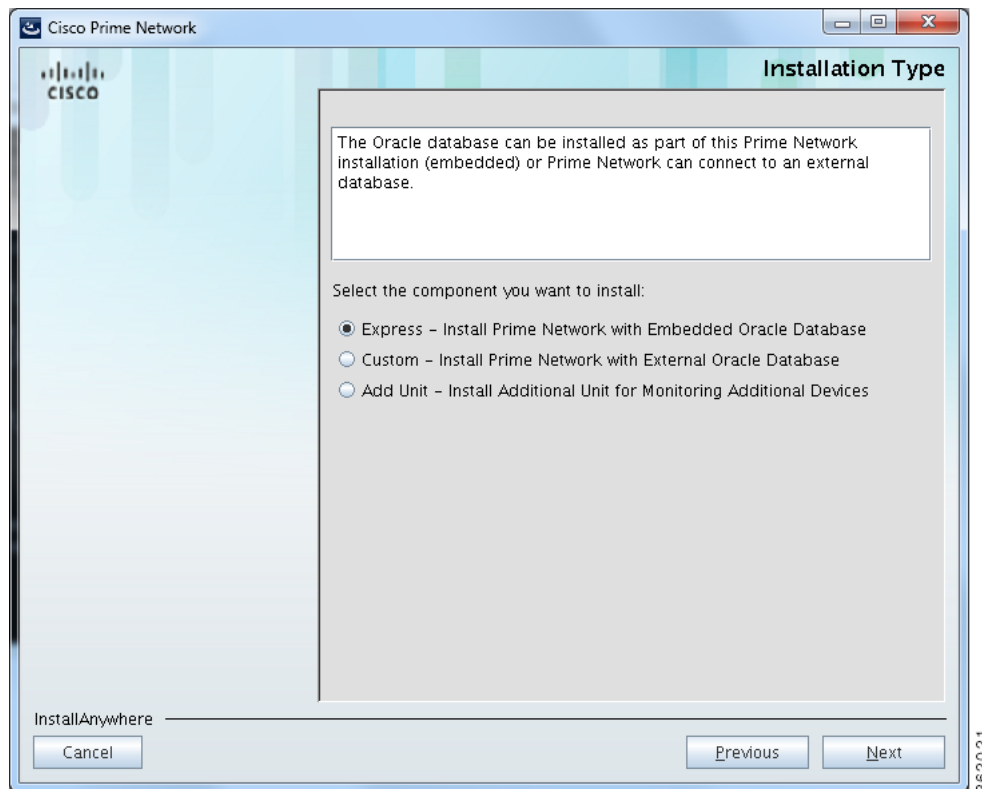 Cisco Prime Network
CISCO
Installation Type
The Oracle database can be installed as part of this Prime Network
installation (embedded) or Prime Network can connect to an external
database.
Select the component you want to install:
Express – Install Prime Network with Embedded Oracle Database
Custom – Install Prime Network with External Oracle Database
Add Unit – Install Additional Unit for Monitoring Additional Devices
InstallAnywhere
Cancel
Previous
Next